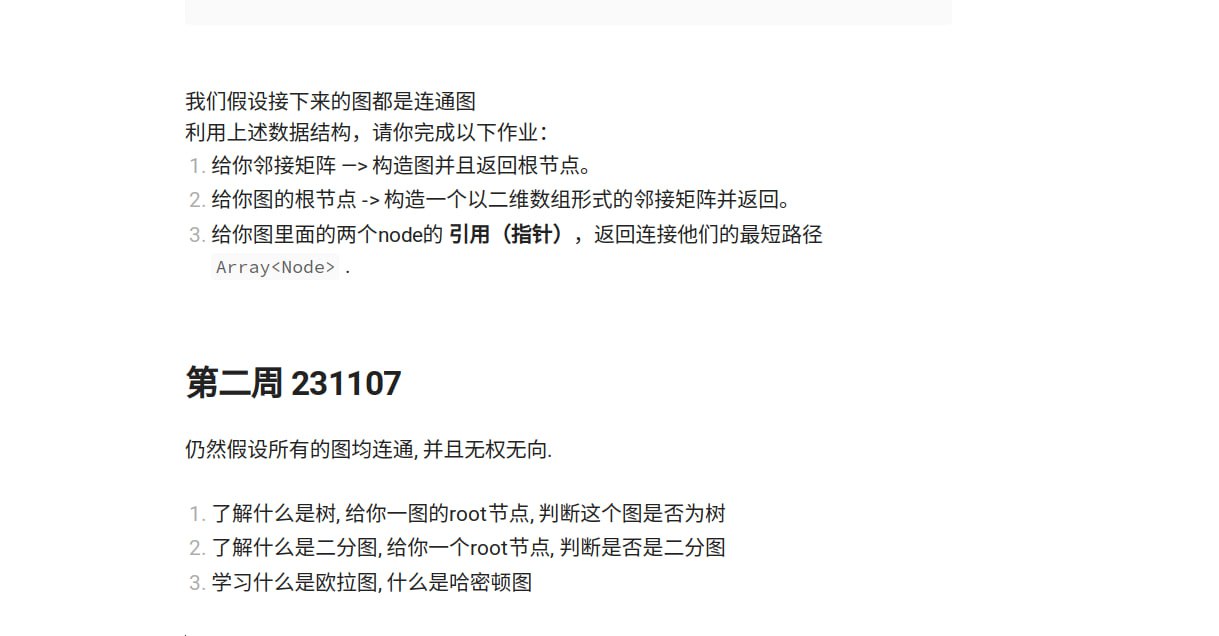 我们假设接下来的图都是连通图
利用上述数据结构，请你完成以下作业：
1. 给你邻接矩阵 —> 构造图并且返回根节点。
2. 给你图的根节点 -> 构造一个以二维数组形式的邻接矩阵并返回。
3. 给你图里面的两个node的 引用（指针），返回连接他们的最短路径
Array<Node> .
第二周 231107
仍然假设所有的图均连通, 并且无权无向.
1. 了解什么是树, 给你一图的root节点, 判断这个图是否为树
2. 了解什么是二分图, 给你一个root节点, 判断是否是二分图
3. 学习什么是欧拉图, 什么是哈密顿图